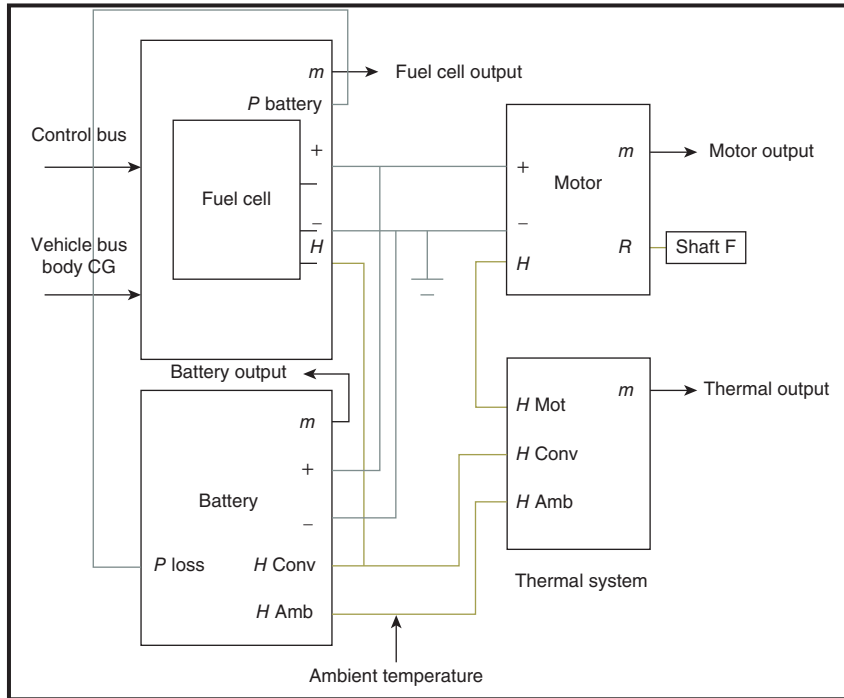 m
Fuel cell output
P battery
Control bus
+
Fuel cell
–
H
Vehicle bus
body CG
m
Motor output
+
Motor
–
R
Shaft F
H
Battery output
m
+
Battery
–
P loss
H Conv
H Amb
Ambient temperature
m
Thermal output
H Mot
H Conv
H Amb
Thermal system